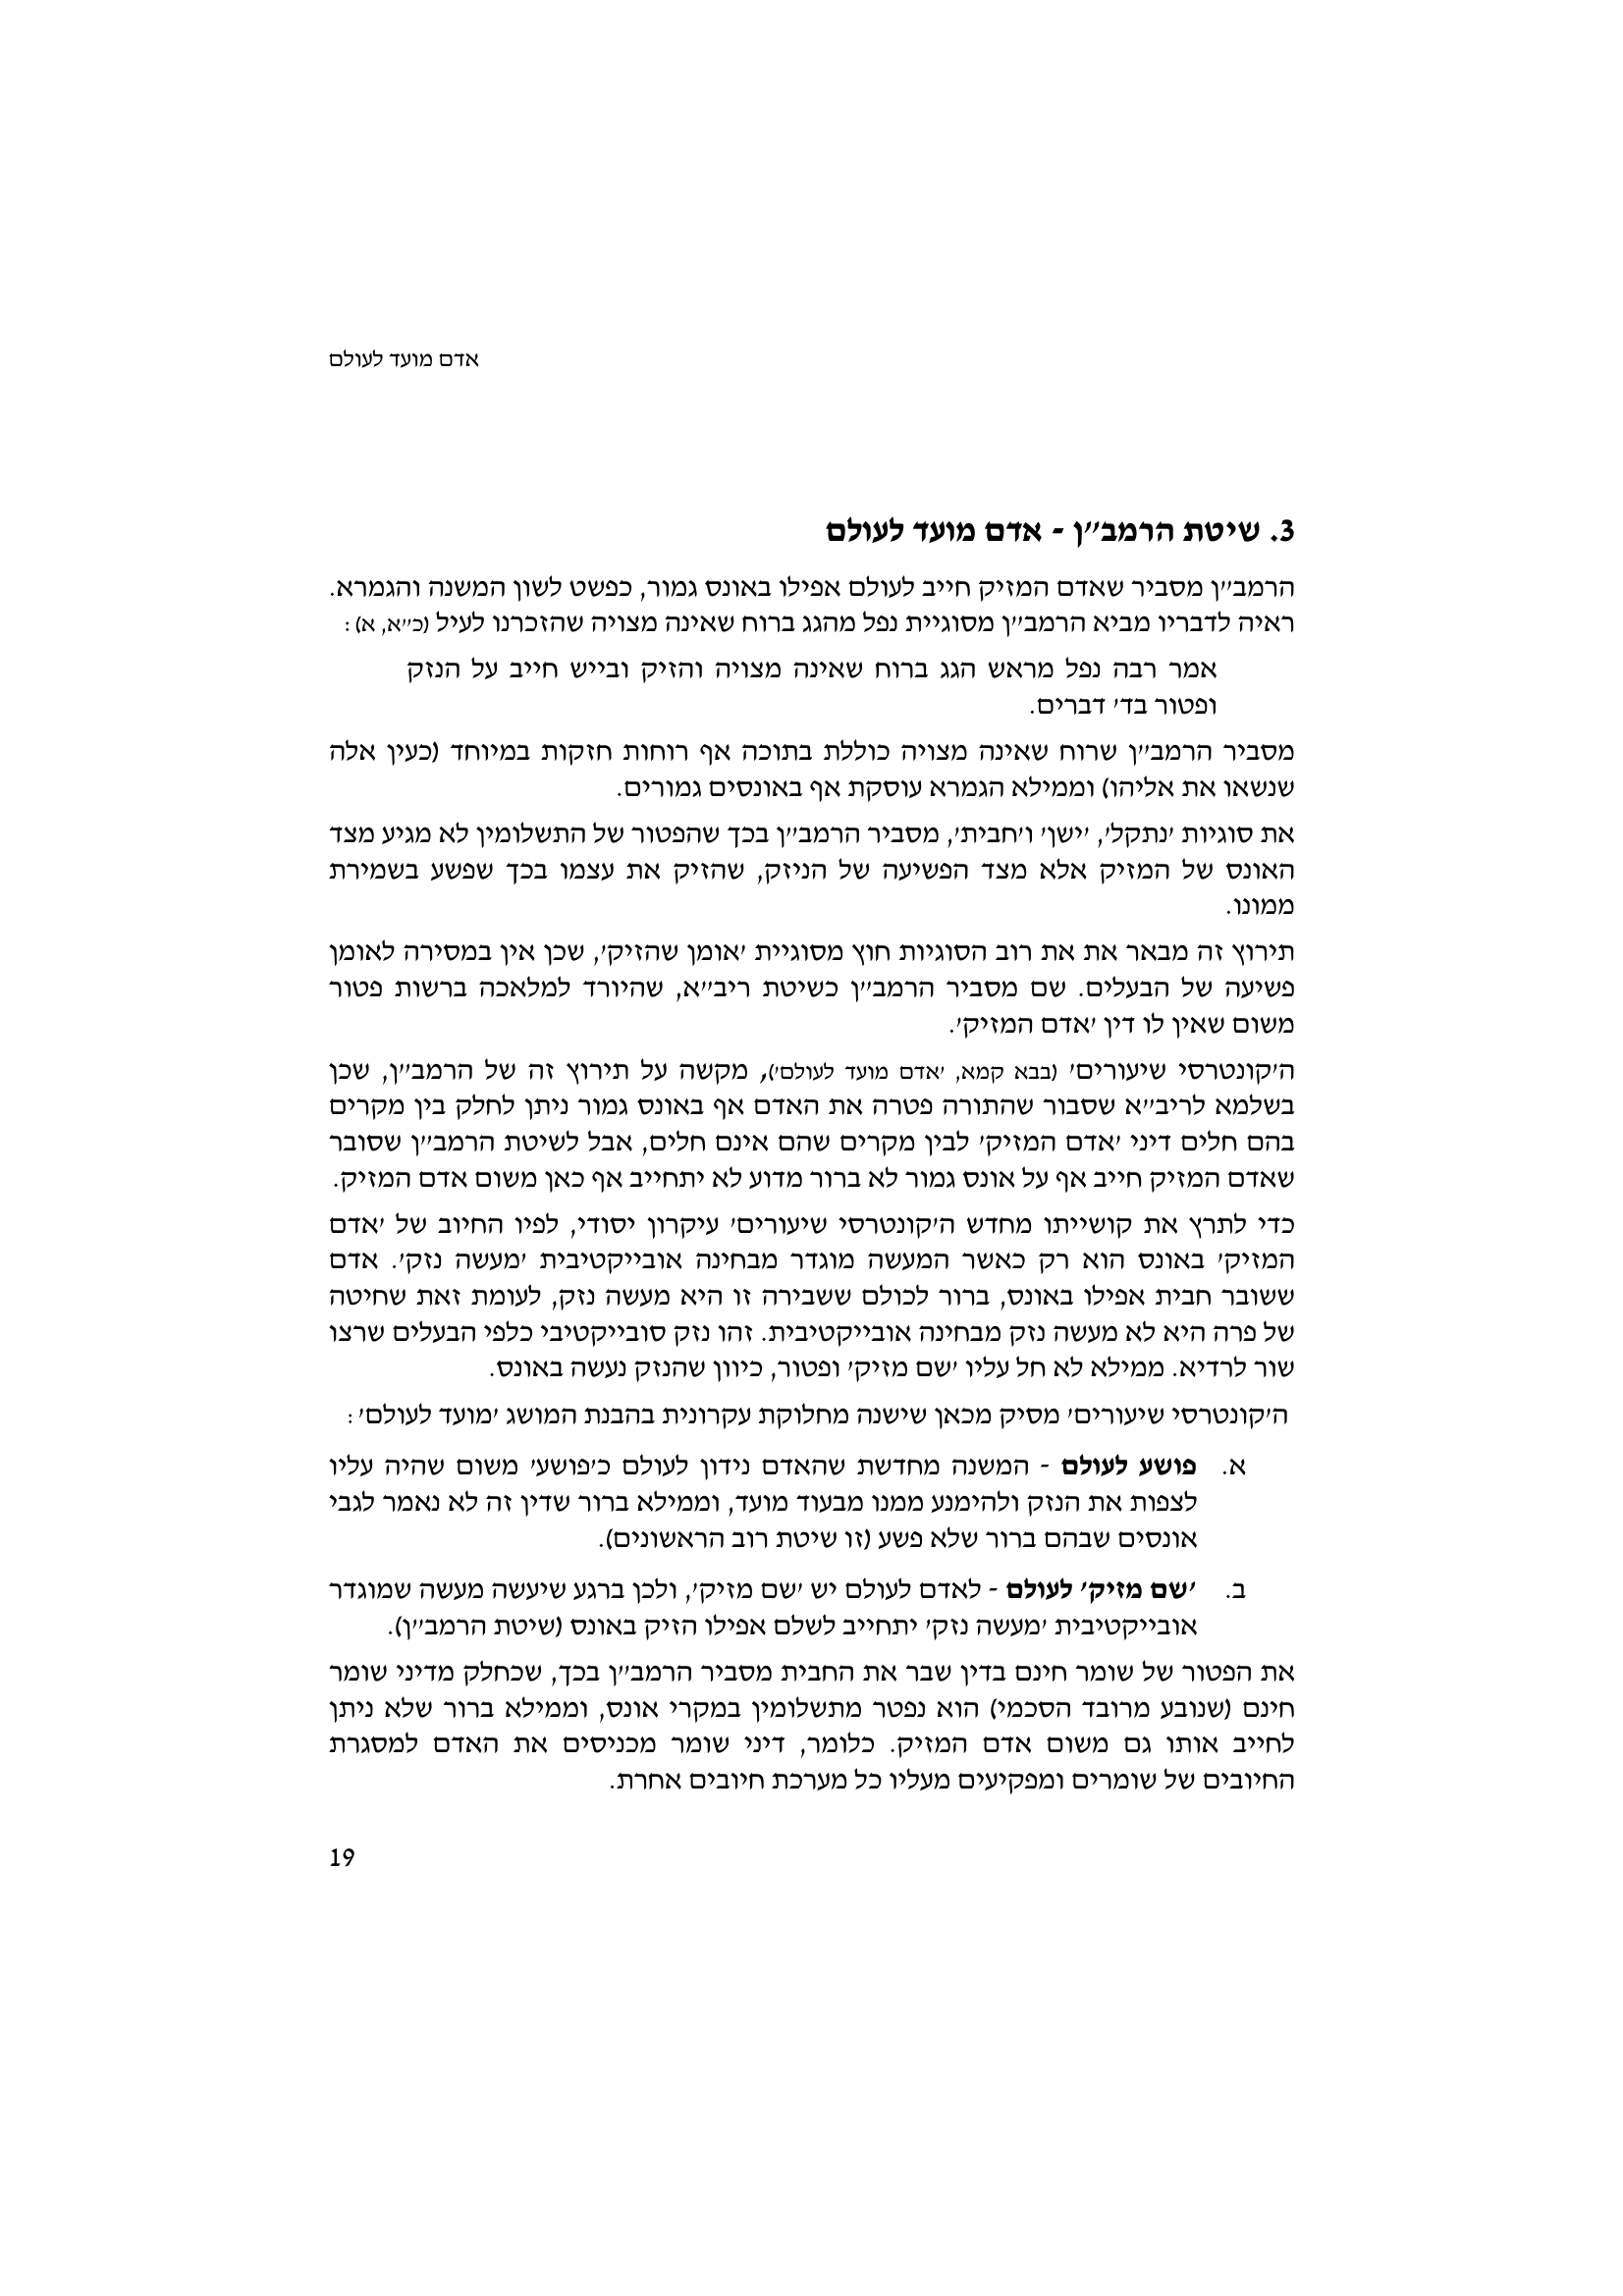 אדם מועד לעולם
3. שיטת הרמב״ן - אדם מועד לעולם
הרמב״ן מסביר שאדם המזיק חייב לעולם אפילו באונס גמור, כפשט לשון המשנה והגמרא.
ראיה לדבריו מביא הרמב״ן מסוגיית נפל מהגג ברוח שאינה מצויה שהזכרנו לעיל (כ״א, א):
אמר רבה נפל מראש הגג ברוח שאינה מצויה והזיק ובייש חייב על הנזק
ופטור בד׳ דברים.
מסביר הרמב״ן שרוח שאינה מצויה כוללת בתוכה אף רוחות חזקות במיוחד (כעין אלה
שנשאו את אליהו) וממילא הגמרא עוסקת אף באונסים גמורים.
את סוגיות ׳נתקל׳, ׳ישן׳ ו׳חבית׳, מסביר הרמב״ן בכך שהפטור של התשלומין לא מגיע מצד
האונס של המזיק אלא מצד הפשיעה של הניזק, שהזיק את עצמו בכך שפשע בשמירת
ממונו.
תירוץ זה מבאר את את רוב הסוגיות חוץ מסוגיית ׳אומן שהזיק׳, שכן אין במסירה לאומן
פשיעה של הבעלים. שם מסביר הרמב״ן כשיטת ריב״א, שהיורד למלאכה ברשות פטור
משום שאין לו דין ׳אדם המזיק׳.
ה׳קונטרסי שיעורים׳ (בבא קמא, ׳אדם מועד לעולם׳), מקשה על תירוץ זה של הרמב״ן, שכן
בשלמא לריב״א שסבור שהתורה פטרה את האדם אף באונס גמור ניתן לחלק בין מקרים
בהם חלים דיני ׳אדם המזיק׳ לבין מקרים שהם אינם חלים, אבל לשיטת הרמב״ן שסובר
שאדם המזיק חייב אף על אונס גמור לא ברור מדוע לא יתחייב אף כאן משום אדם המזיק.
כדי לתרץ את קושייתו מחדש ה׳קונטרסי שיעורים׳ עיקרון יסודי, לפיו החיוב של ׳אדם
המזיק׳ באונס הוא רק כאשר המעשה מוגדר מבחינה אובייקטיבית ׳מעשה נזק׳. אדם
ששובר חבית אפילו באונס, ברור לכולם ששבירה זו היא מעשה נזק, לעומת זאת שחיטה
של פרה היא לא מעשה נזק מבחינה אובייקטיבית. זהו נזק סובייקטיבי כלפי הבעלים שרצו
שור לרדיא. ממילא לא חל עליו ׳שם מזיק׳ ופטור, כיוון שהנזק נעשה באונס.
ה׳קונטרסי שיעורים׳ מסיק מכאן שישנה מחלוקת עקרונית בהבנת המושג ׳מועד לעולם׳:
א. פושע לעולם - המשנה מחדשת שהאדם נידון לעולם כ׳פושע׳ משום שהיה עליו
לצפות את הנזק ולהימנע ממנו מבעוד מועד, וממילא ברור שדין זה לא נאמר לגבי
אונסים שבהם ברור שלא פשע (זו שיטת רוב הראשונים).
ב. ׳שם מזיק׳ לעולם - לאדם לעולם יש ׳שם מזיק׳, ולכן ברגע שיעשה מעשה שמוגדר
אובייקטיבית ׳מעשה נזק׳ יתחייב לשלם אפילו הזיק באונס (שיטת הרמב״ן).
את הפטור של שומר חינם בדין שבר את החבית מסביר הרמב״ן בכך, שכחלק מדיני שומר
חינם (שנובע מרובד הסכמי) הוא נפטר מתשלומין במקרי אונס, וממילא ברור שלא ניתן
לחייב אותו גם משום אדם המזיק. כלומר, דיני שומר מכניסים את האדם למסגרת
החיובים של שומרים ומפקיעים מעליו כל מערכת חיובים אחרת.
19